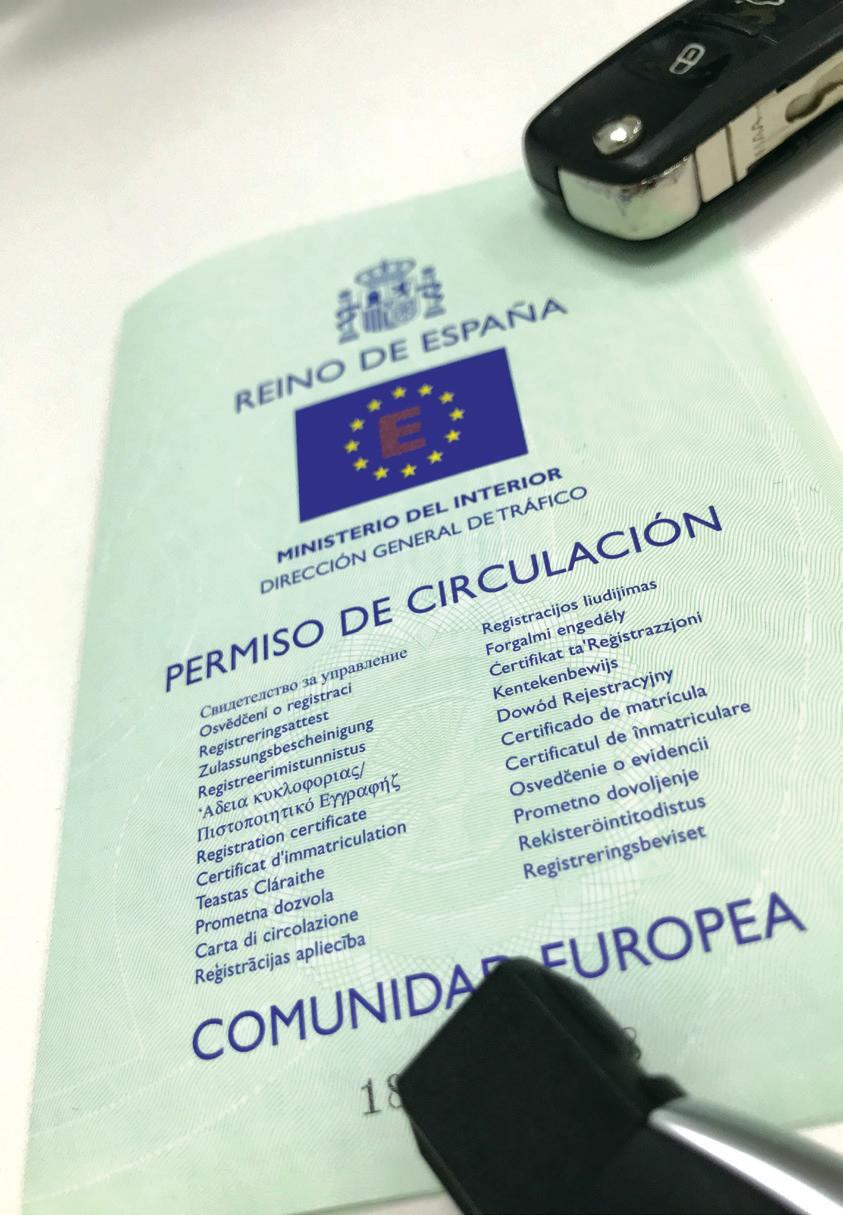 REINO DE ESPAÑA
E
MINISTERIO DEL INTERIOR
DIRECCIÓN GENERAL DE TRÁFICO
PERMISO DE CIRCULACIÓN
Свидетелство за управление
Osvědčení o registraci
Registreringsattest
Zulassungsbescheinigung
Registreerimistunnistus
'Αδεια κυκλοφοριας/
Πιστοποιητικό Εγγραφήζ
Registration certificate
Certificat d'immatriculation
Teastas Cláraithe
Prometna dozvola
Carta di circolazione
Reģistrācijas apliecība
Registracijos liudijimas
Forgalmi engedély
Ċertifikat ta'Reġistrazzjoni
Kentekenbewijs
Dowód Rejestracyjny
Certificado de matrícula
Certificatul de înmatriculare
Osvedčenie o evidencii
Prometno dovoljenje
Rekisteröintitodistus
Registreringsbeviset
COMUNIDAD EUROPEA